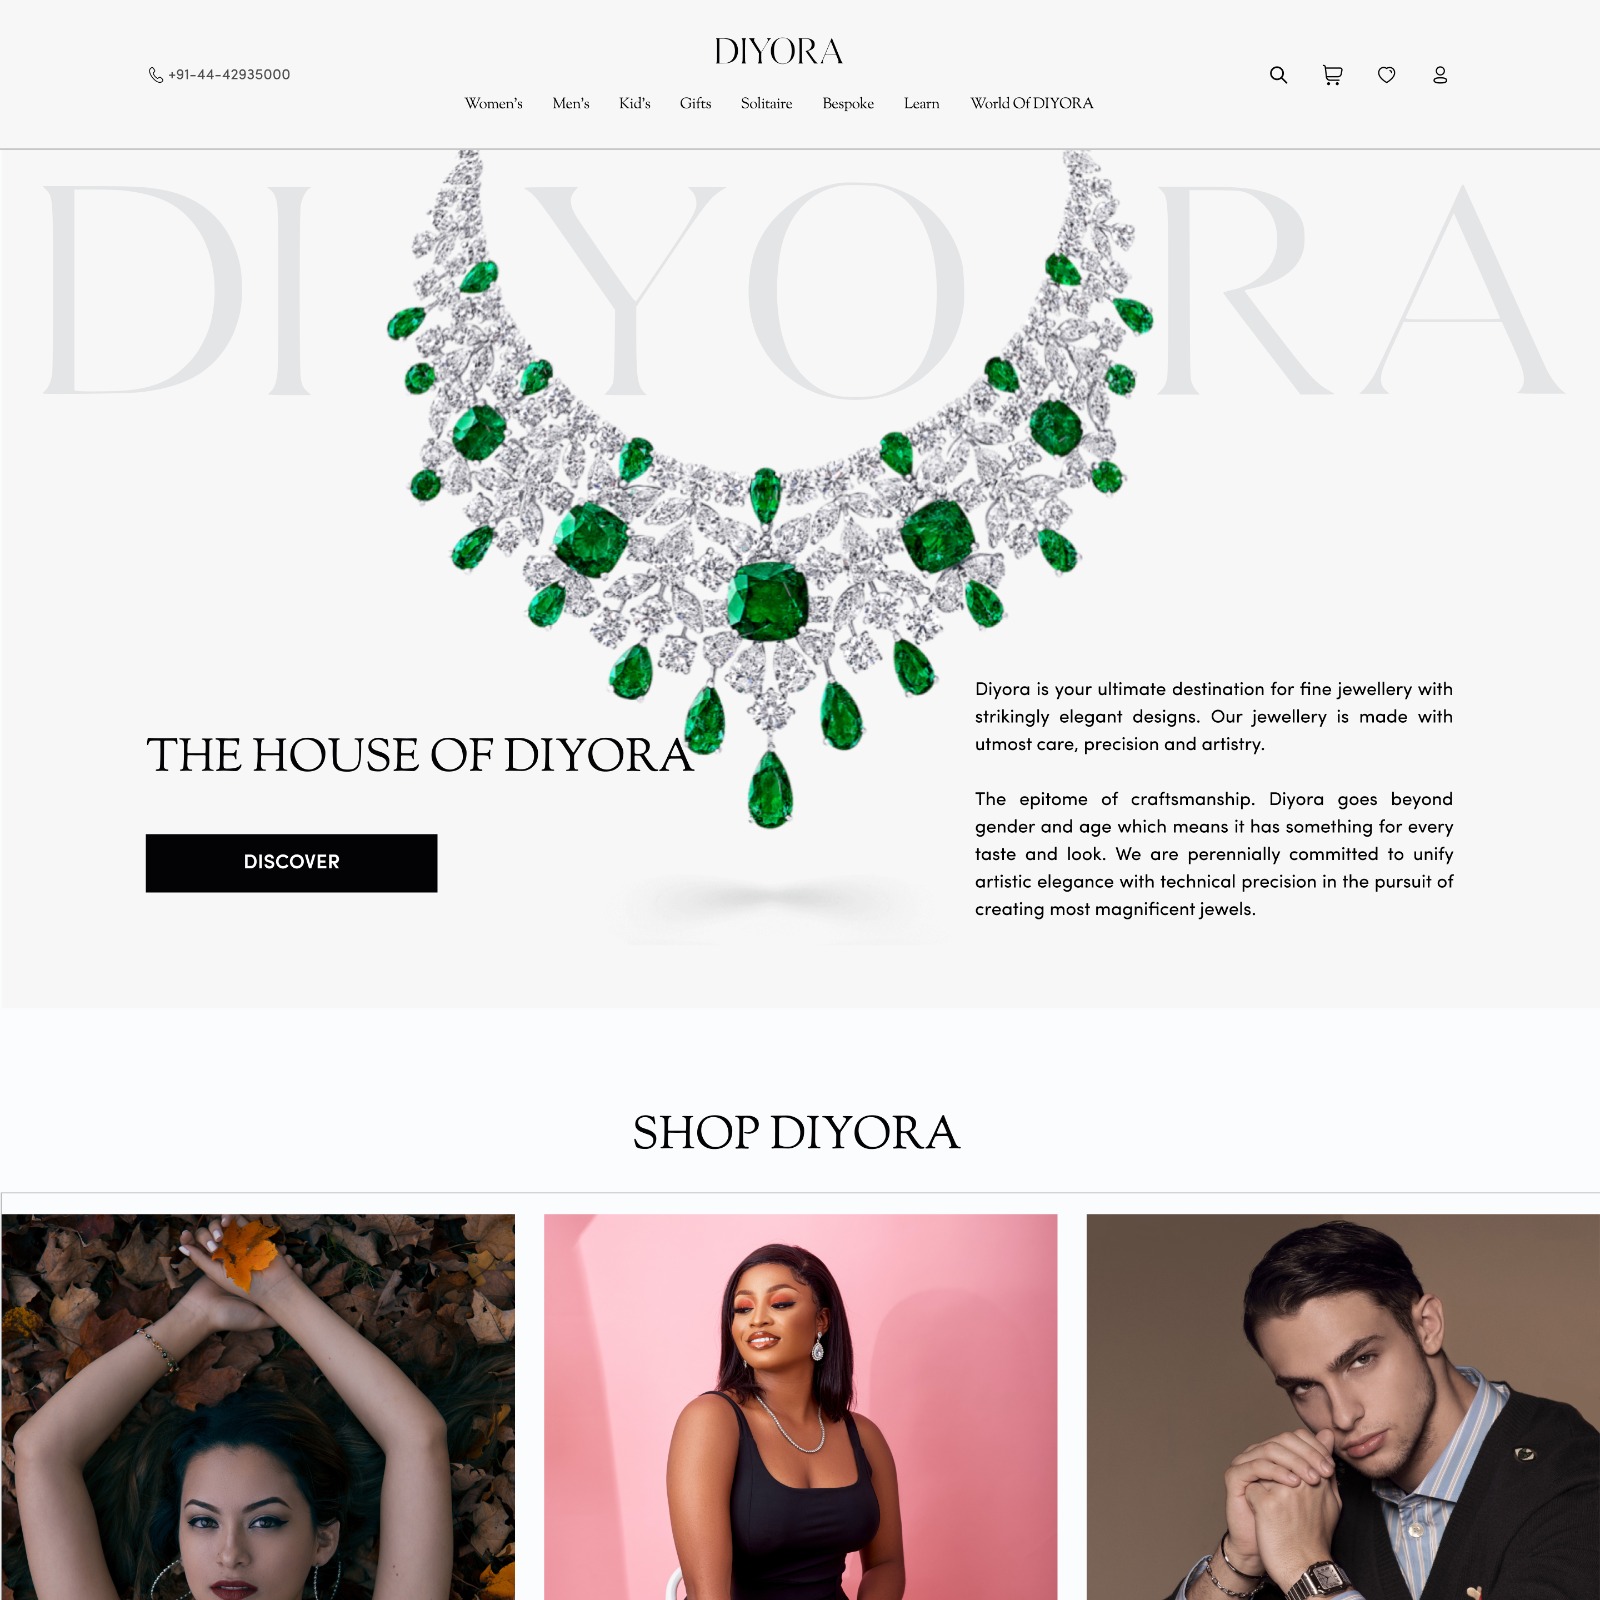 DIYORA
+91-44-42935000
Women's Men's Kid's Gifts Solitaire Bespoke Learn World Of DIYORA
DIYORA
THE HOUSE OF DIYORA
DISCOVER
Diyora is your ultimate destination for fine jewellery with
strikingly elegant designs. Our jewellery is made with
utmost care, precision and artistry.
The epitome of craftsmanship. Diyora goes beyond
gender and age which means it has something for every
taste and look. We are perennially committed to unify
artistic elegance with technical precision in the pursuit of
creating most magnificent jewels.
SHOP DIYORA